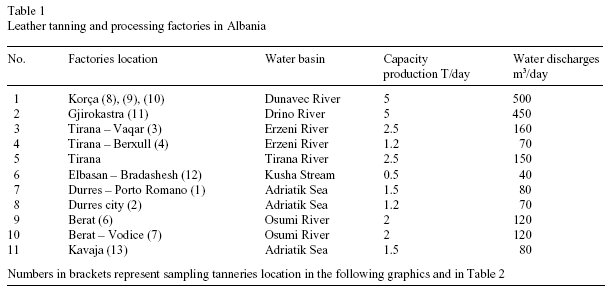 Table 1
Leather tanning and processing factories in Albania
No. Factories location Water basin Capacity Water discharges
production T/day m³/day
1 Korça (8), (9), (10) Dunavec River 5 500
2 Gjirokastra (11) Drino River 5 450
3 Tirana – Vaqar (3) Erzeni River 2.5 160
4 Tirana – Berxull (4) Erzeni River 1.2 70
5 Tirana Tirana River 2.5 150
6 Elbasan – Bradashesh (12) Kusha Stream 0.5 40
7 Durres – Porto Romano (1) Adriatik Sea 1.5 80
8 Durres city (2) Adriatik Sea 1.2 70
9 Berat (6) Osumi River 2 120
10 Berat – Vodice (7) Osumi River 2 120
11 Kavaja (13) Adriatik Sea 1.5 80
Numbers in brackets represent sampling tanneries location in the following graphics and in Table 2